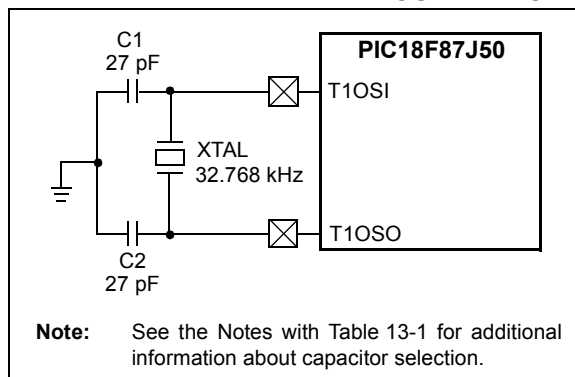 C1
27 pF
PIC18F87J50
T1OSI
XTAL
32.768 kHz
T1OSO
C2
27 pF
Note: See the Notes with Table 13-1 for additional
information about capacitor selection.